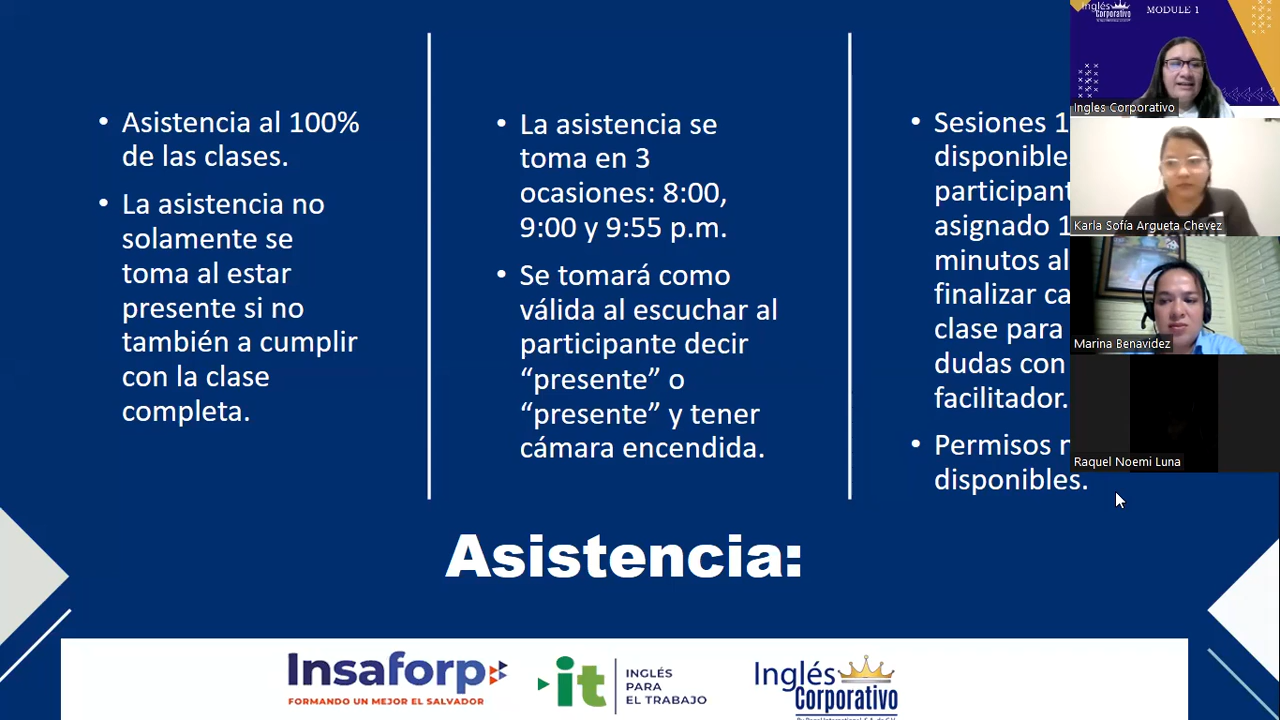 • Asistencia al 100%
de las clases.
• La asistencia no
solamente se
toma al estar
presente si no
también a cumplir
con la clase
completa.
• La asistencia se
toma en 3
ocasiones: 8:00,
9:00 y 9:55 p.m.
• Se tomará como
válida al escuchar al
participante decir
“presente” o
“presente” y tener
cámara encendida.
• Sesiones 1
disponible
participant
asignado 1
minutos al
finalizar ca
clase para
dudas con
facilitador.
• Permisos
disponibles.
Asistencia:
Insaforp
FORMANDO UN MEJOR EL SALVADOR
it
INGLÉS
PARA
EL TRABAJO
Inglés
Corporativo
Inglés
Corporativo
MODULE 1
Ingles Corporativo
Karla Sofía Argueta Chevez
Marina Benavidez
Raquel Noemi Luna